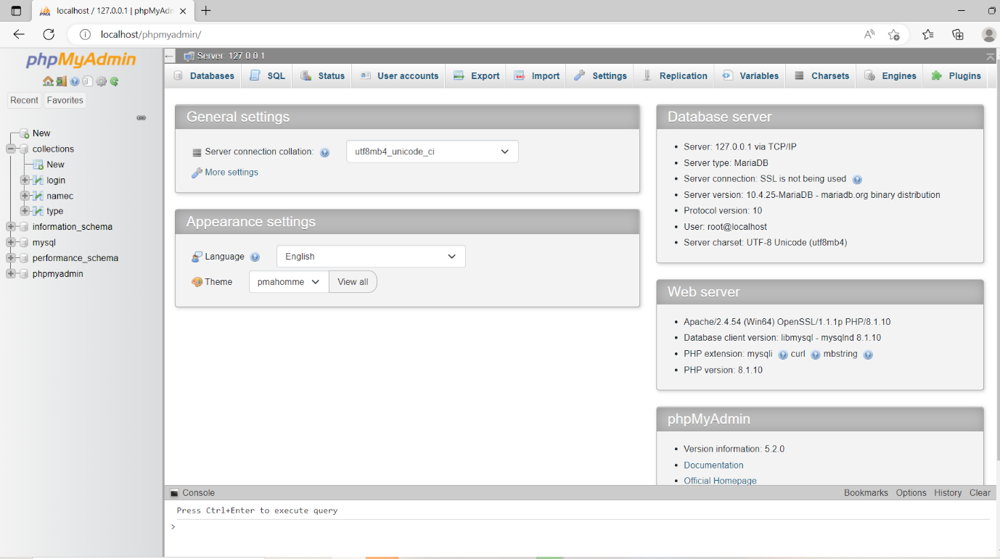 localhost / 127.0.0.1 | phpMyAdm
localhost/phpmyadmin/
phpMyAdmin
Recent Favorites
New
collections
New
login
namec
type
information_schema
mysql
performance_schema
phpmyadmin
Server: 127.0.0.1
Databases SQL Status User accounts Export Import Settings Replication Variables Charsets Engines Plugins
General settings
Server connection collation: utf8mb4_unicode_ci
More settings
Appearance settings
Language English
Theme pmahomme View all
Database server
• Server: 127.0.0.1 via TCP/IP
• Server type: MariaDB
• Server connection: SSL is not being used
• Server version: 10.4.25-MariaDB - mariadb.org binary distribution
• Protocol version: 10
• User: root@localhost
• Server charset: UTF-8 Unicode (utf8mb4)
Web server
• Apache/2.4.54 (Win64) OpenSSL/1.1.1p PHP/8.1.10
• Database client version: libmysql - mysqlnd 8.1.10
• PHP extension: mysqli curl mbstring
• PHP version: 8.1.10
phpMyAdmin
• Version information: 5.2.0
• Documentation
• Official Homepage
Console Bookmarks Options History Clear
Press Ctrl+Enter to execute query
>